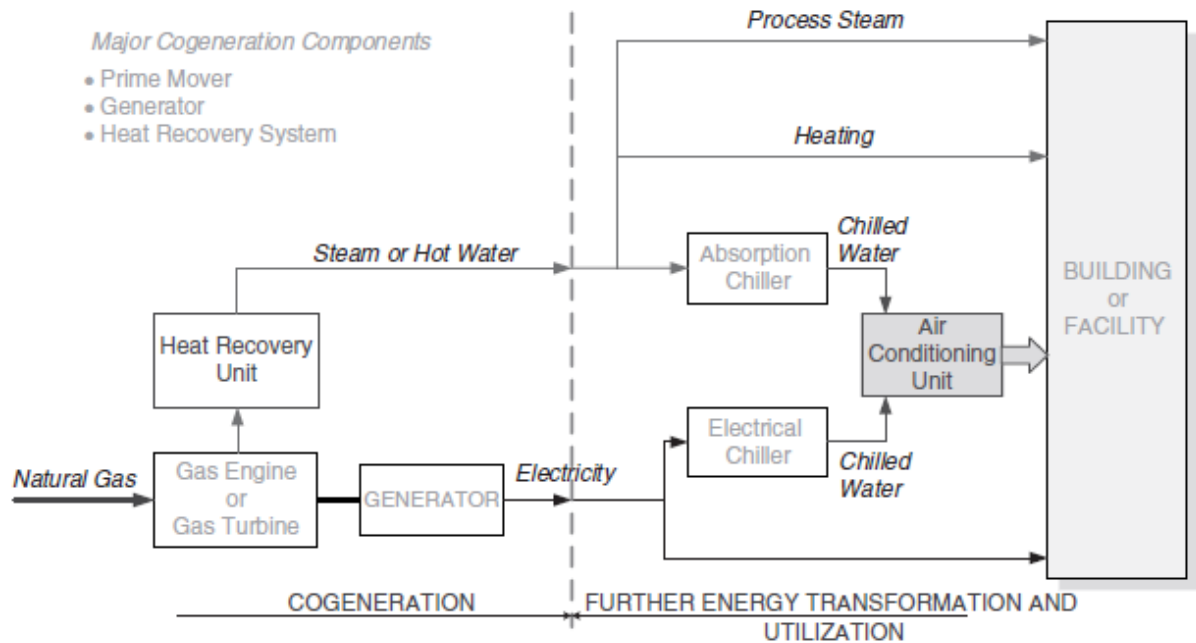 Major Cogeneration Components
• Prime Mover
• Generator
• Heat Recovery System
Process Steam
Heating
Steam or Hot Water
Absorption
Chiller
Chilled
Water
BUILDING
or
FACILITY
Heat Recovery
Unit
Air
Conditioning
Unit
Electrical
Chiller
Chilled
Water
Natural Gas
Gas Engine
or
Gas Turbine
GENERATOR
Electricity
COGENERATION
FURTHER ENERGY TRANSFORMATION AND
UTILIZATION